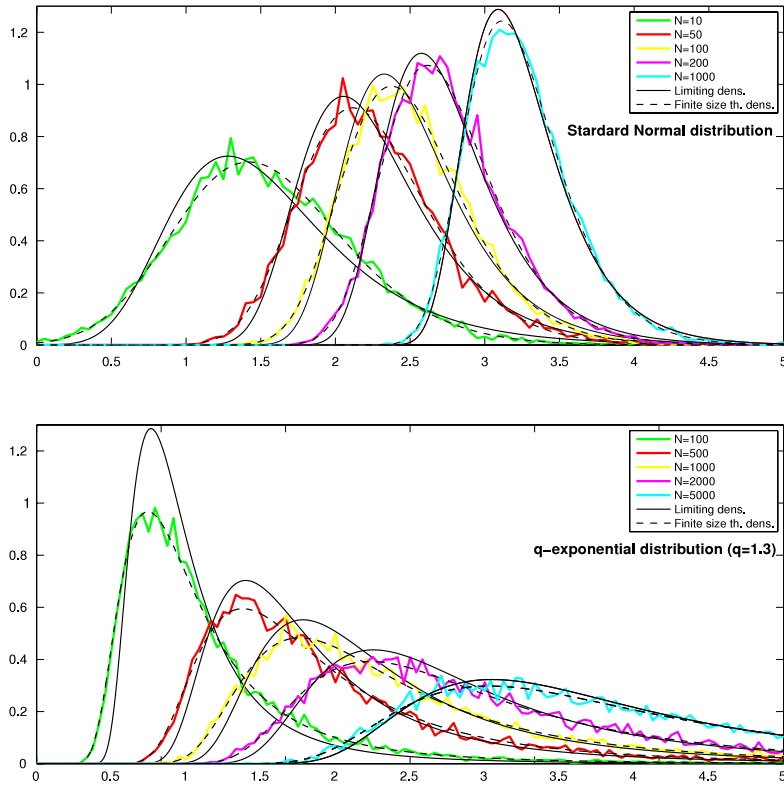 N=10
N=50
N=100
N=200
N=1000
Limiting dens.
Finite size th. dens.
Stardard Normal distribution
1.2
1
0.8
0.6
0.4
0.2
0
0 0.5 1 1.5 2 2.5 3 3.5 4 4.5 5
N=100
N=500
N=1000
N=2000
N=5000
Limiting dens.
Finite size th. dens.
q-exponential distribution (q=1.3)
1.2
1
0.8
0.6
0.4
0.2
0
0 0.5 1 1.5 2 2.5 3 3.5 4 4.5 5